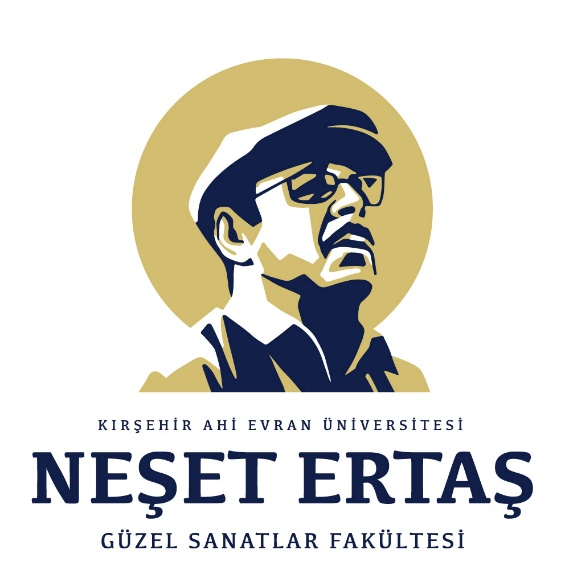 KIRŞEHİR AHİ EVRAN ÜNİVERSİTESİ
NEŞET ERTAŞ
GÜZEL SANATLAR FAKÜLTESİ